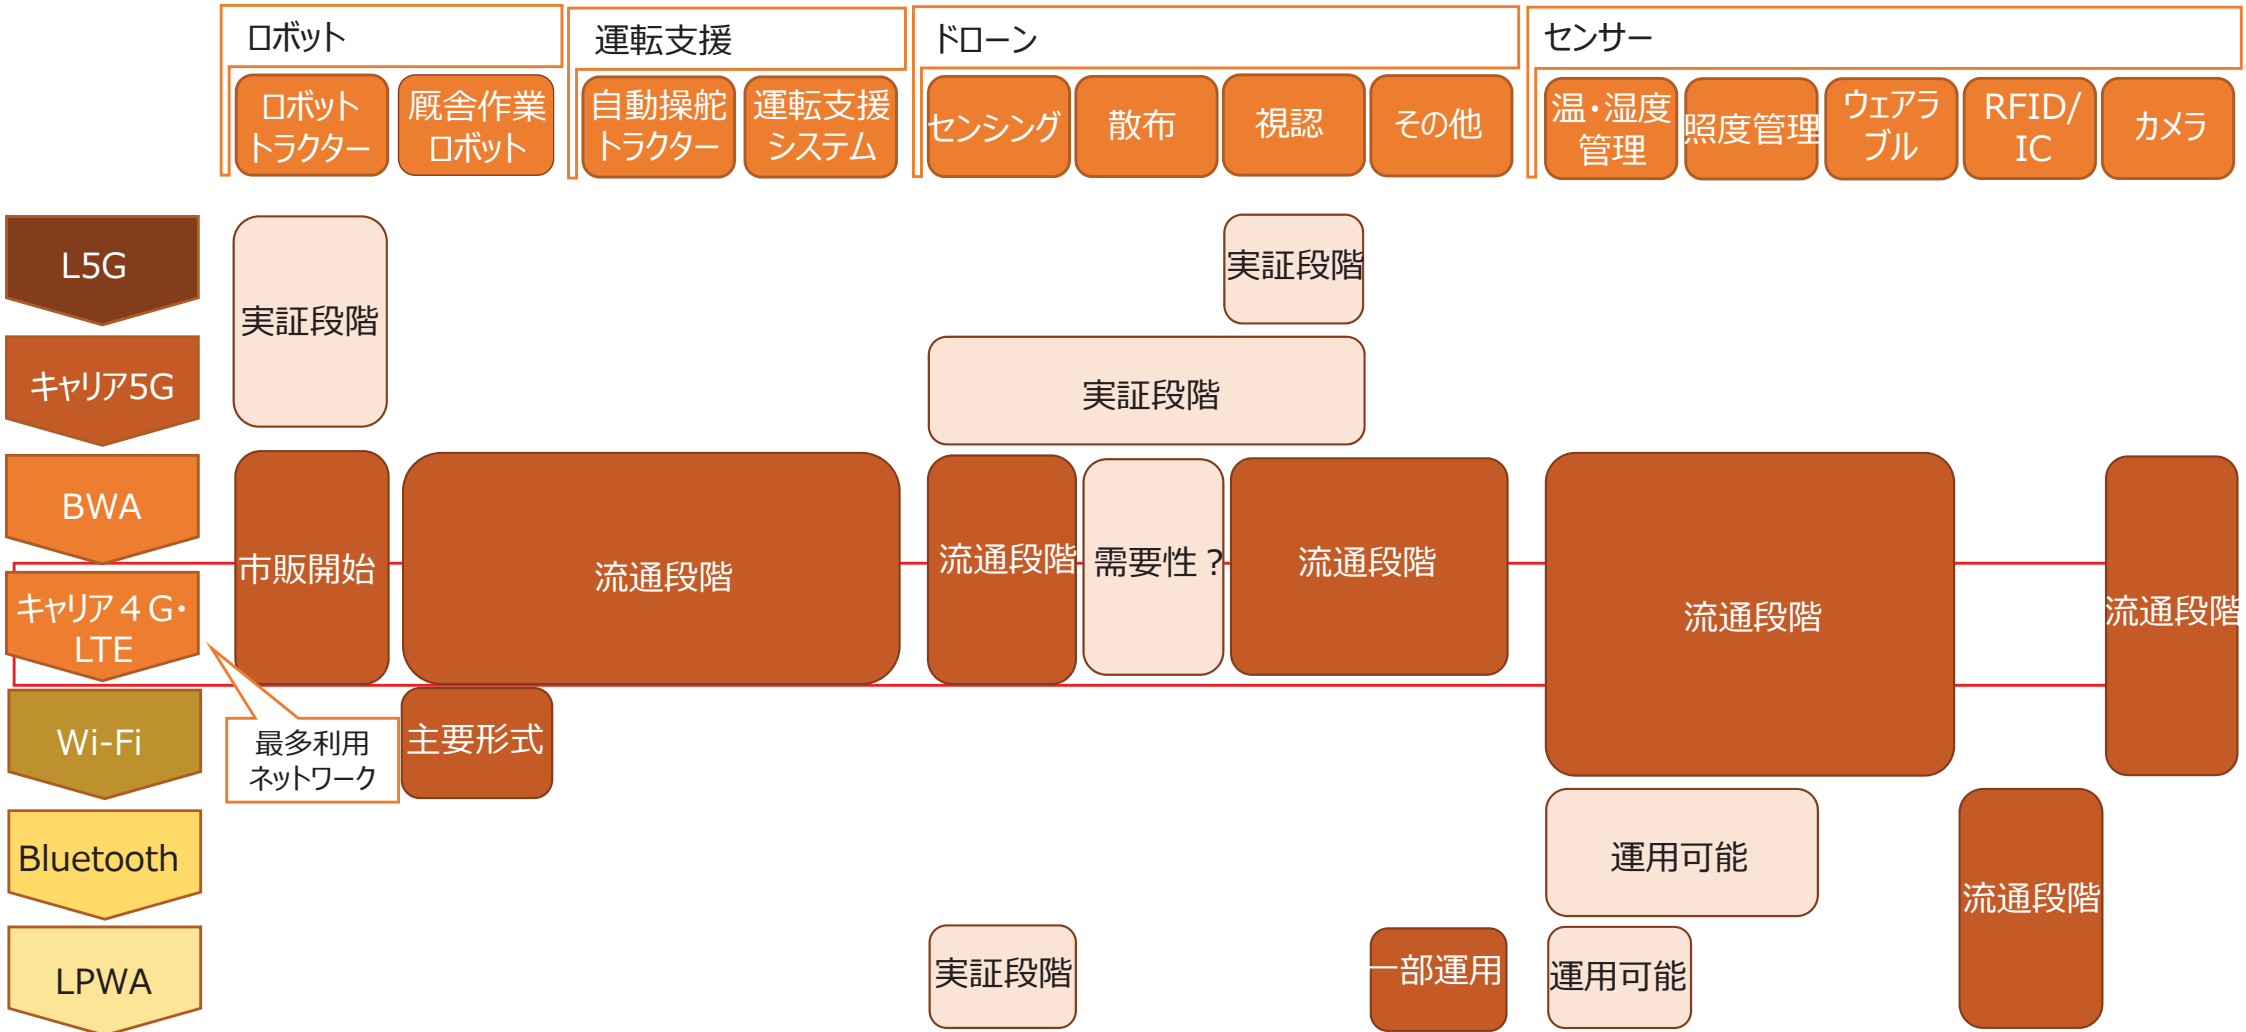 ロボット
運転支援
ドローン
センサー
ロボット
トラクター
厩舎作業
ロボット
自動操舵
トラクター
運転支援
システム
センシング
散布
視認
その他
温・湿度
管理
照度管理
ウェアラ
ブル
RFID/
IC
カメラ
L5G
実証段階
実証段階
キャリア5G
実証段階
BWA
市販開始
流通段階
流通段階
需要性？
流通段階
流通段階
流通段階
キャリア４G・
LTE
Wi-Fi
最多利用
ネットワーク
主要形式
Bluetooth
運用可能
流通段階
LPWA
実証段階
一部運用
運用可能